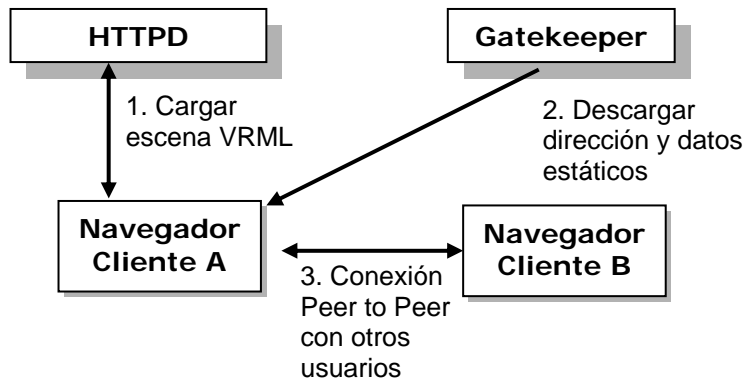 HTTPD
Gatekeeper
1. Cargar
escena VRML
2. Descargar
dirección y datos
estáticos
Navegador
Cliente A
Navegador
Cliente B
3. Conexión
Peer to Peer
con otros
usuarios